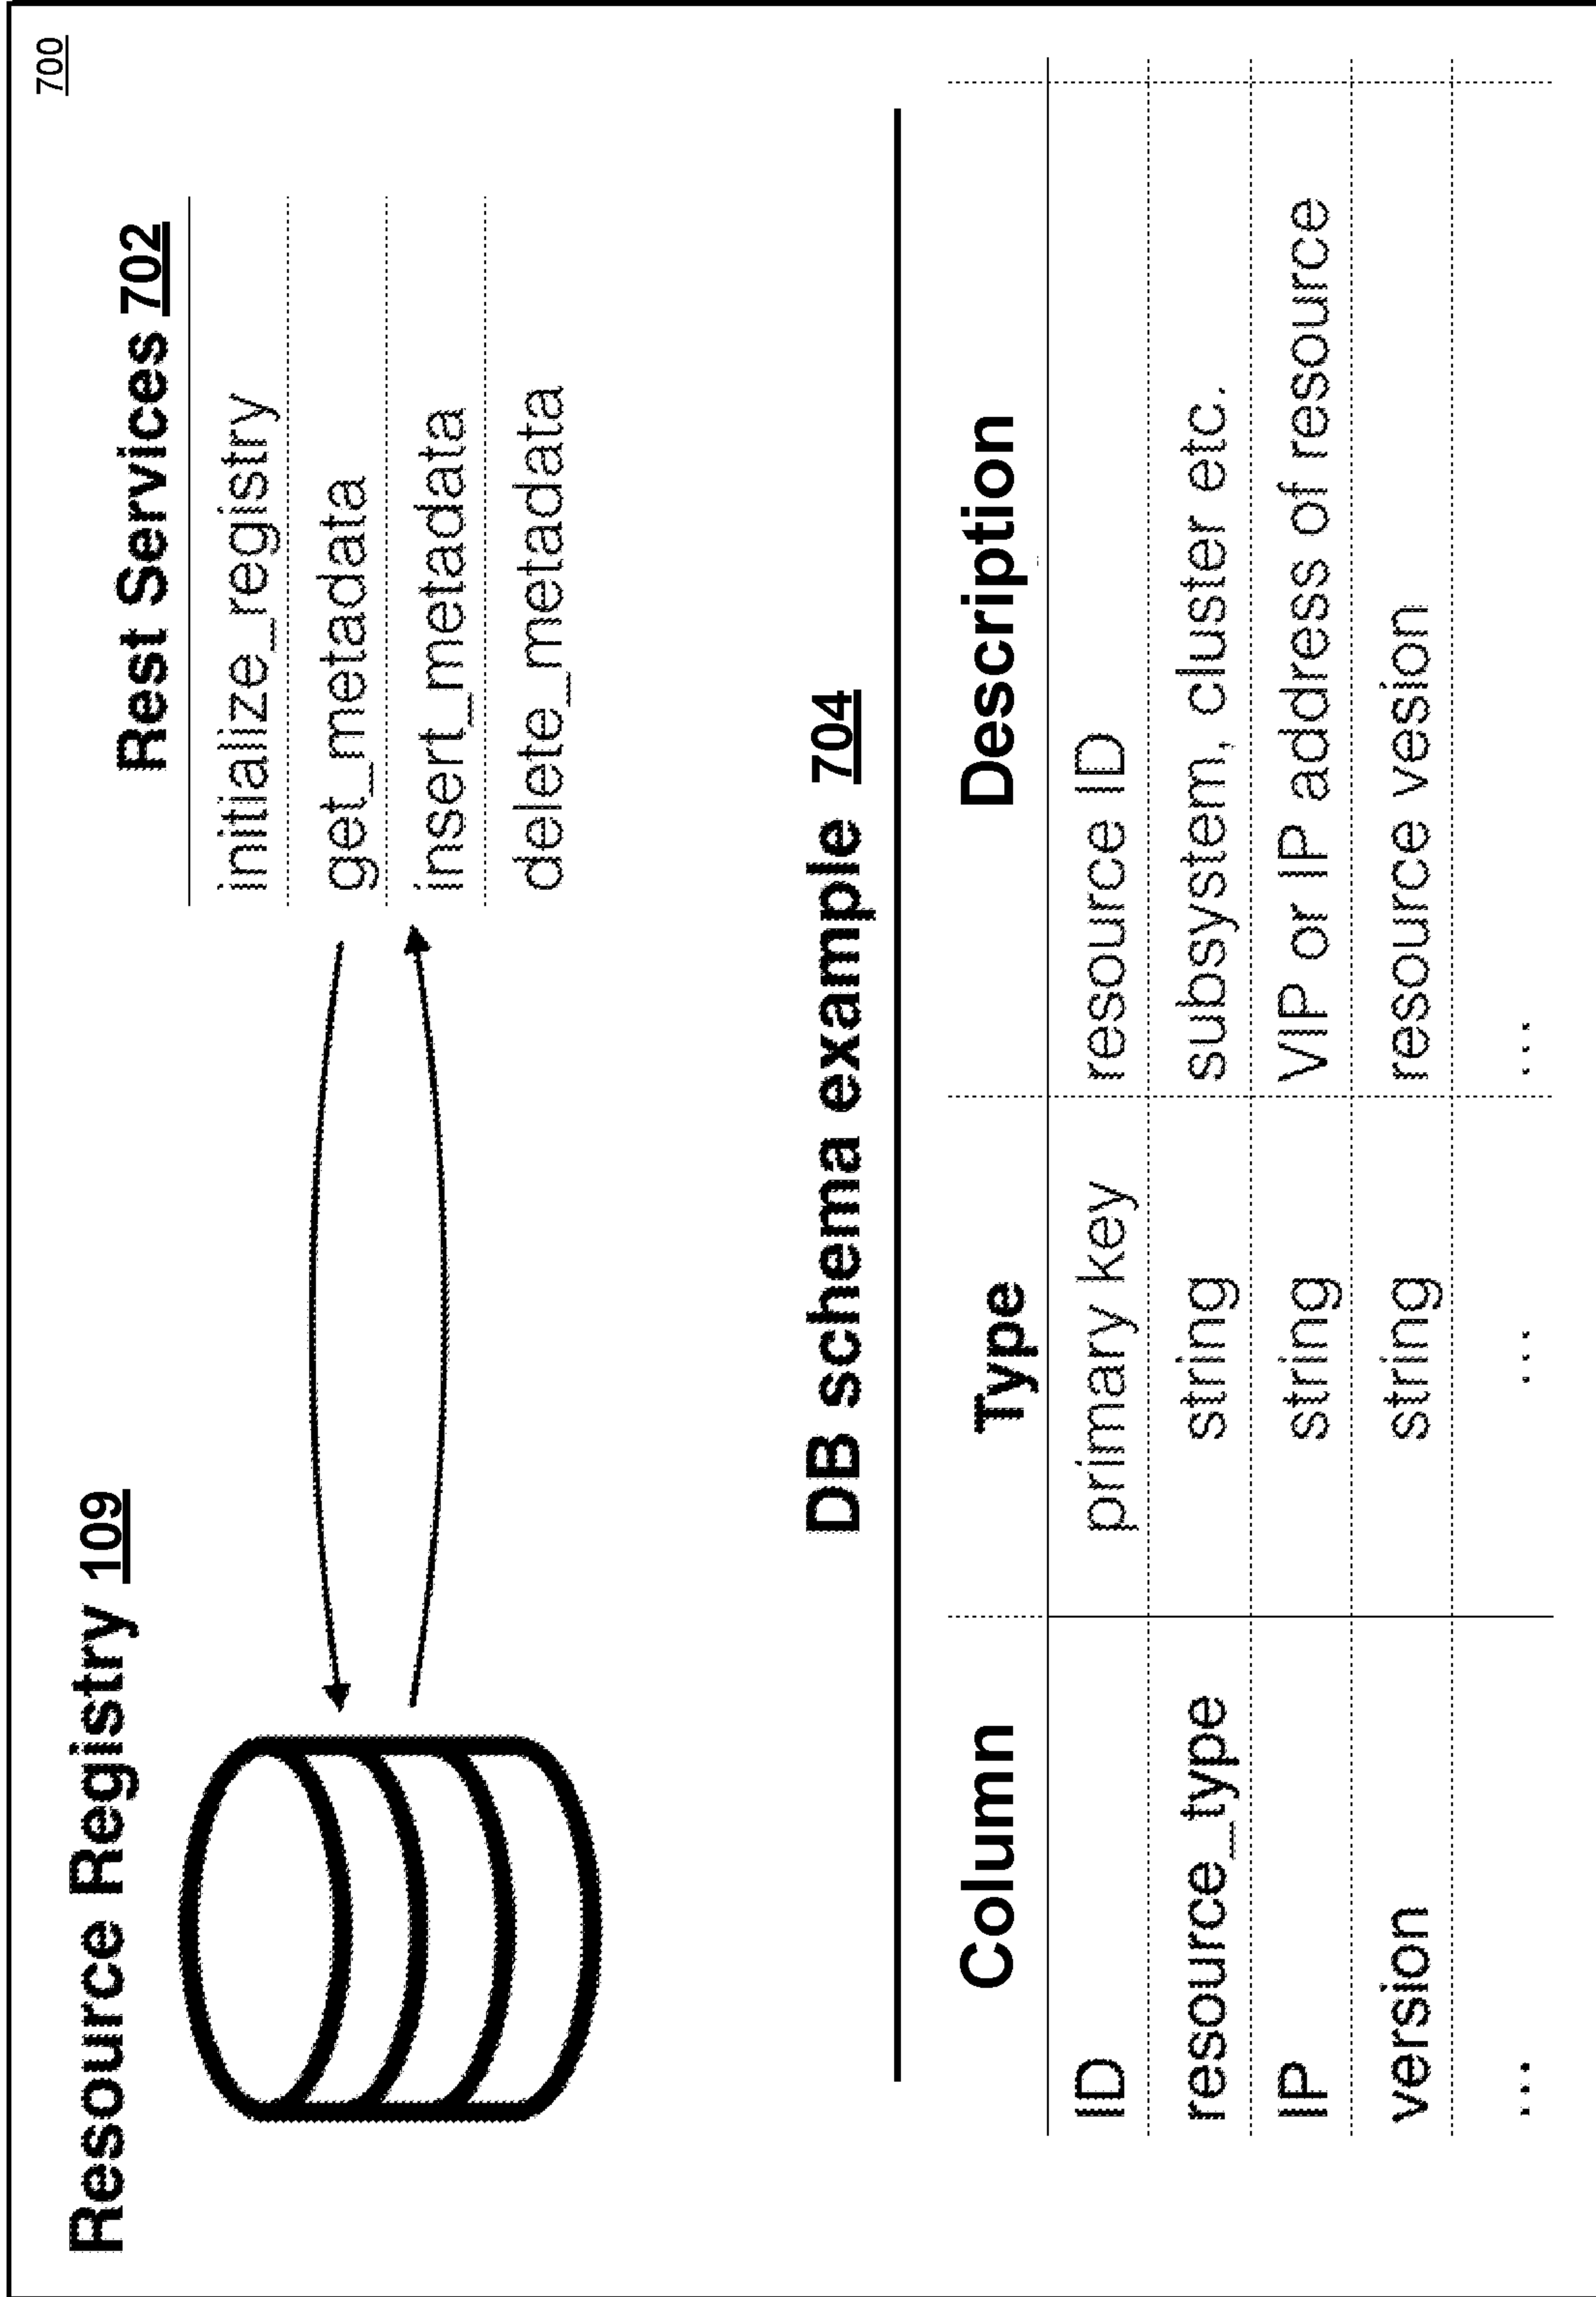 700
Resource Registry 109
Rest Services 702
initialize_registry
get_metadata
insert_metadata
delete_metadata
DB schema example 704
Column Type Description
ID primary key resource ID
resource_type string subsystem, cluster etc.
IP string VIP or IP address of resource
version string resource vesion
... ... ...